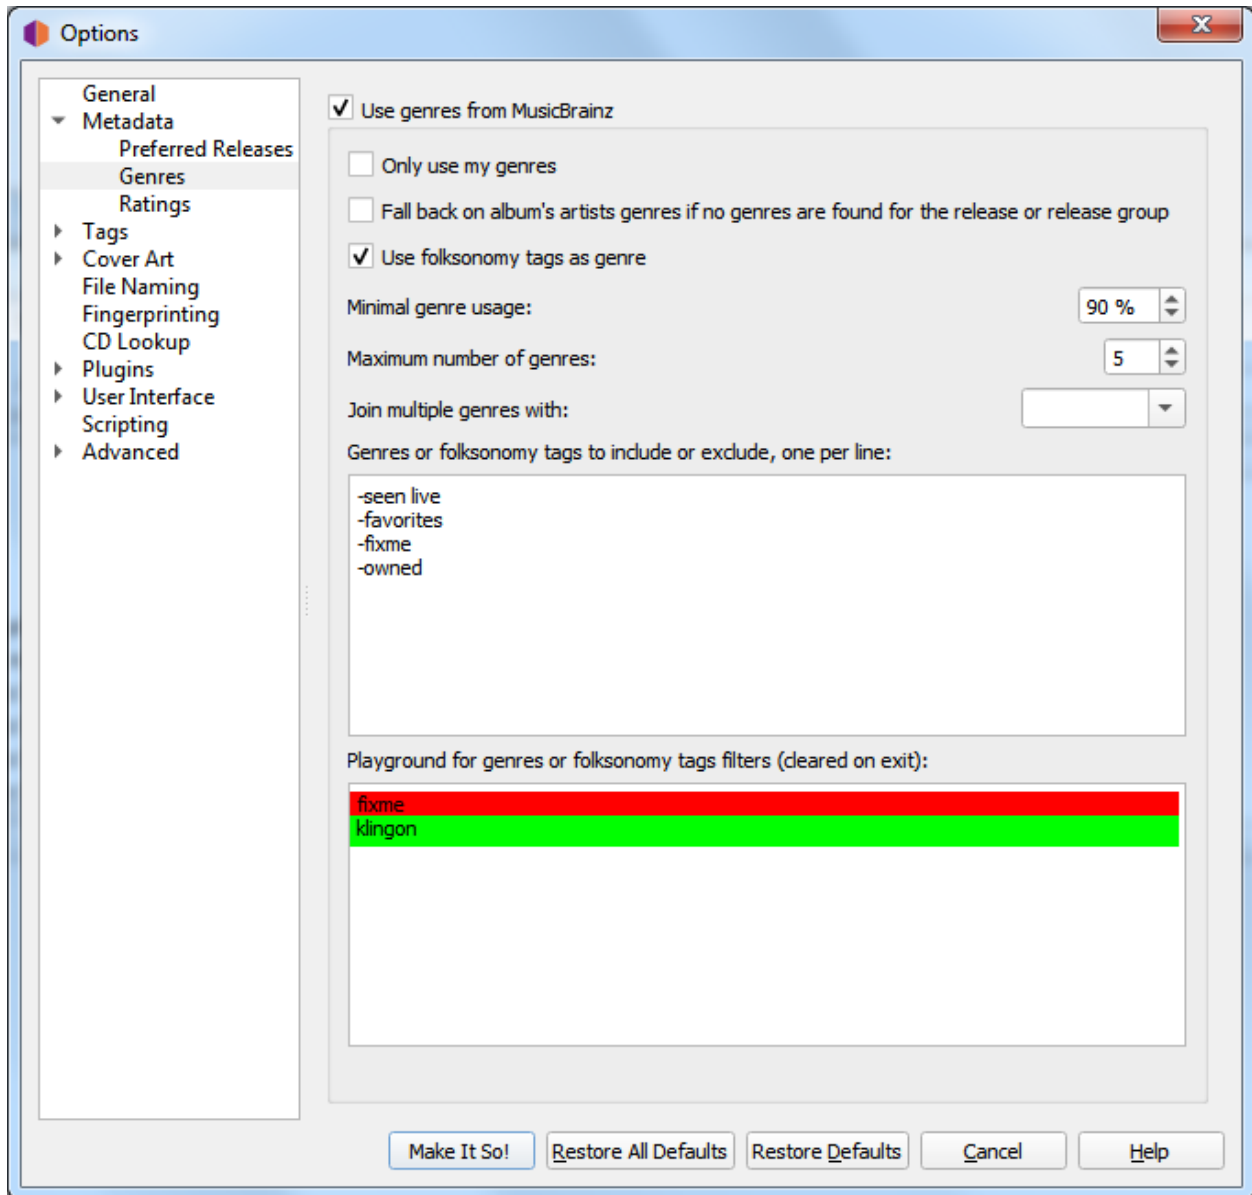 Options
General
Metadata
Preferred Releases
Genres
Ratings
Tags
Cover Art
File Naming
Fingerprinting
CD Lookup
Plugins
User Interface
Scripting
Advanced
Use genres from MusicBrainz
Only use my genres
Fall back on album's artists genres if no genres are found for the release or release group
Use folksonomy tags as genre
Minimal genre usage: 90 %
Maximum number of genres: 5
Join multiple genres with:
Genres or folksonomy tags to include or exclude, one per line:
-seen live
-favorites
-fixme
-owned
Playground for genres or folksonomy tags filters (cleared on exit):
fixme
klingon
Make It So! Restore All Defaults Restore Defaults Cancel Help